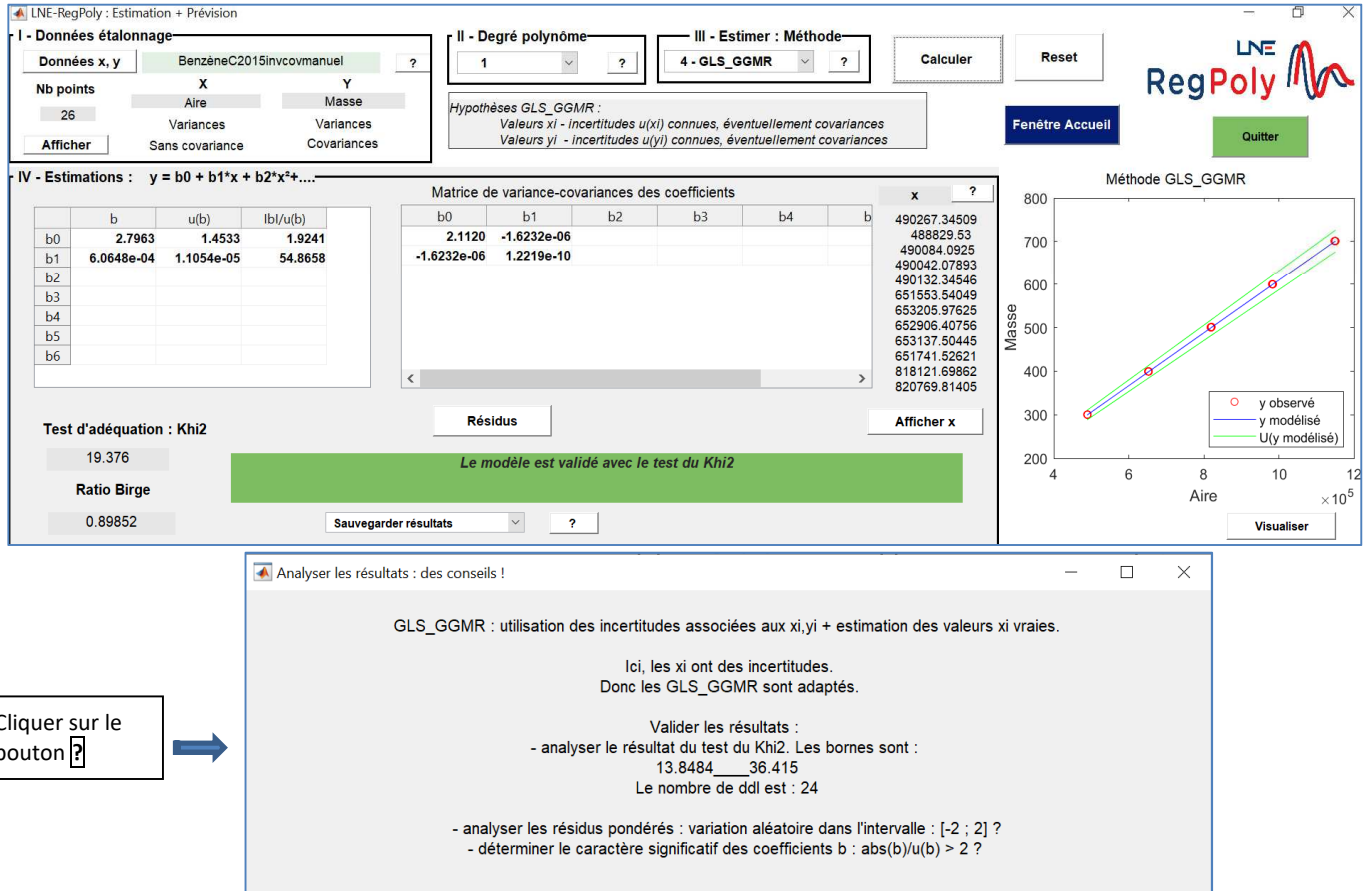 LNE-RegPoly : Estimation + Prévision
I - Données étalonnage
Données x, y
BenzèneC2015invcovmanuel
?
Nb points
X
Y
26
Aire
Masse
Variances
Variances
Afficher
Sans covariance
Covariances
II - Degré polynôme
1
?
III - Estimer : Méthode
4 - GLS_GGMR
?
Hypothèses GLS_GGMR :
Valeurs xi - incertitudes u(xi) connues, éventuellement covariances
Valeurs yi - incertitudes u(yi) connues, éventuellement covariances
Calculer
Reset
Fenêtre Accueil
LNE
RegPoly
Quitter
IV - Estimations : y = b0 + b1*x + b2*x²+....
b u(b) lbl/u(b)
b0 2.7963 1.4533 1.9241
b1 6.0648e-04 1.1054e-05 54.8658
b2
b3
b4
b5
b6
Matrice de variance-covariances des coefficients
b0 b1 b2 b3 b4 b
2.1120 -1.6232e-06
-1.6232e-06 1.2219e-10
x
?
490267.34509
488829.53
490084.0925
490042.07893
490132.34546
651553.54049
653205.97625
652906.40756
653137.50445
651741.52621
818121.69862
820769.81405
Résidus
Afficher x
Test d'adéquation : Khi2
19.376
Ratio Birge
0.89852
Le modèle est validé avec le test du Khi2
Sauvegarder résultats
?
Méthode GLS_GGMR
800
700
600
500
400
300
200
Masse
4 6 8 10 12
Aire
×10⁵
y observé
y modélisé
U(y modélisé)
Visualiser
Cliquer sur le
bouton ?
Analyser les résultats : des conseils !
GLS_GGMR : utilisation des incertitudes associées aux xi,yi + estimation des valeurs xi vraies.
Ici, les xi ont des incertitudes.
Donc les GLS_GGMR sont adaptés.
Valider les résultats :
- analyser le résultat du test du Khi2. Les bornes sont :
13.8484____36.415
Le nombre de ddl est : 24
- analyser les résidus pondérés : variation aléatoire dans l'intervalle : [-2 ; 2] ?
- déterminer le caractère significatif des coefficients b : abs(b)/u(b) > 2 ?